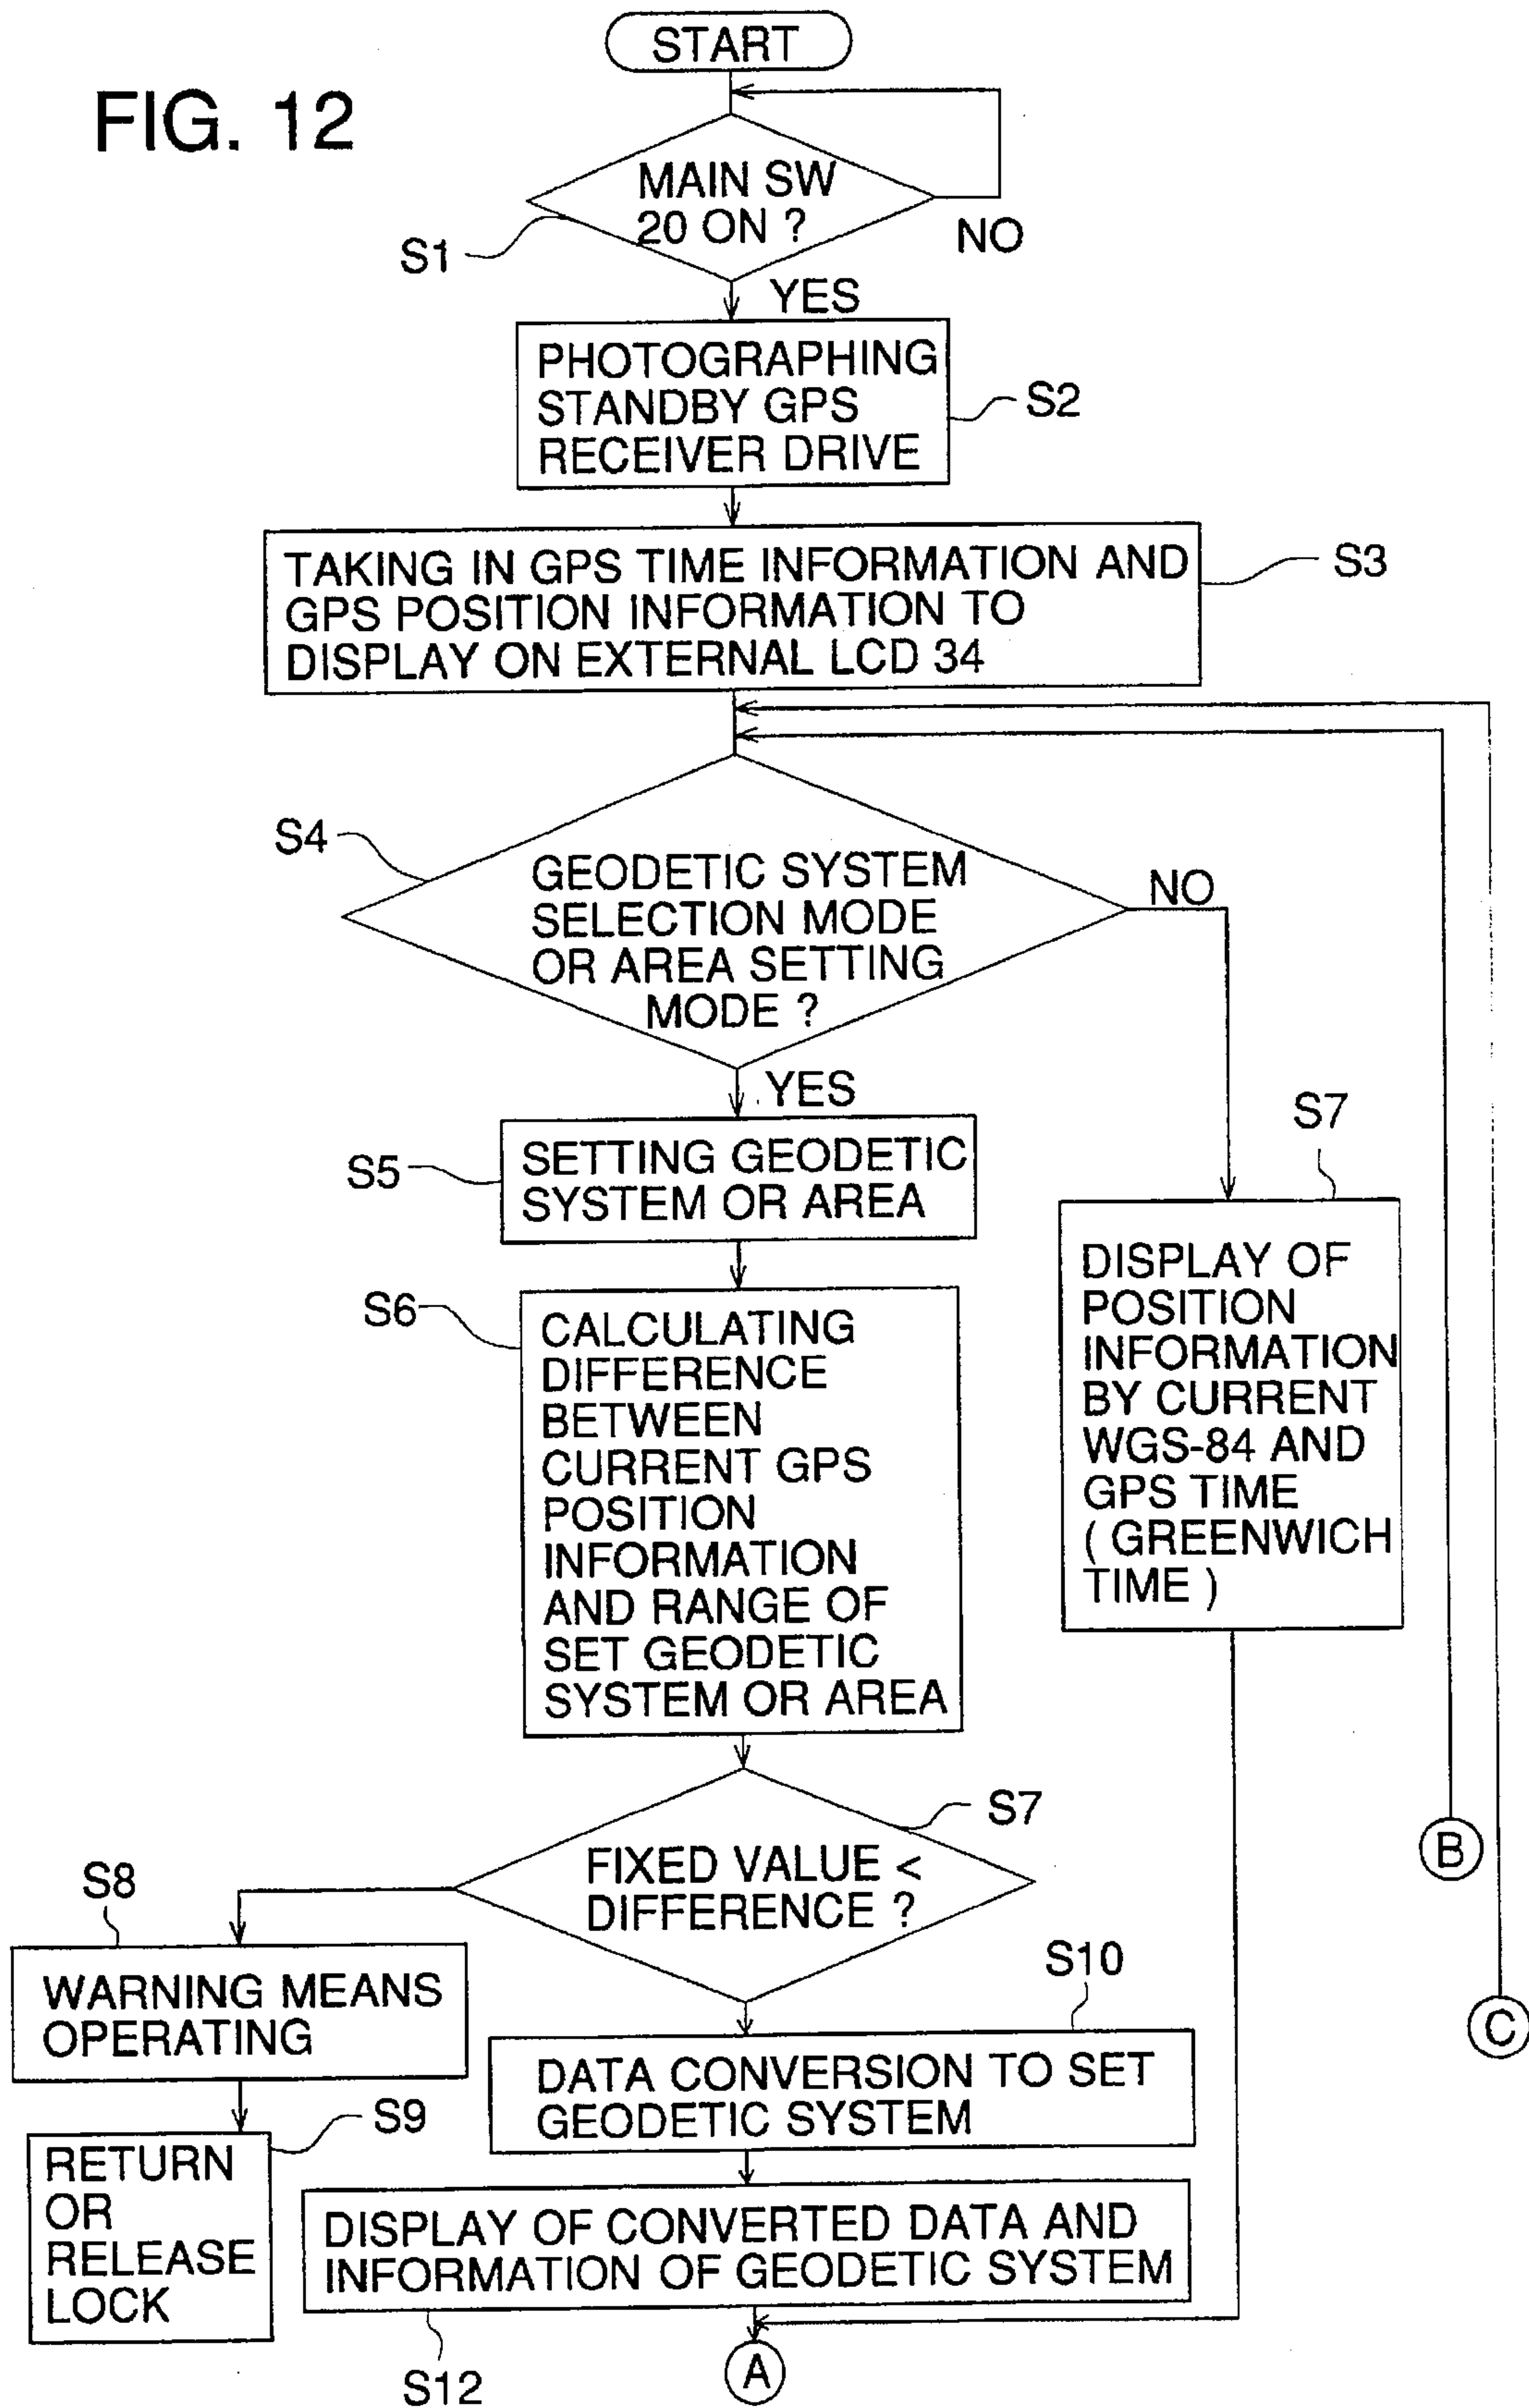 FIG. 12
START
MAIN SW
20 ON ?
S1
NO
YES
PHOTOGRAPHING
STANDBY GPS
RECEIVER DRIVE
S2
TAKING IN GPS TIME INFORMATION AND
GPS POSITION INFORMATION TO
DISPLAY ON EXTERNAL LCD 34
S3
S4
GEODETIC SYSTEM
SELECTION MODE
OR AREA SETTING
MODE ?
NO
YES
S5
SETTING GEODETIC
SYSTEM OR AREA
S7
DISPLAY OF
POSITION
INFORMATION
BY CURRENT
WGS-84 AND
GPS TIME
( GREENWICH
TIME )
S6
CALCULATING
DIFFERENCE
BETWEEN
CURRENT GPS
POSITION
INFORMATION
AND RANGE OF
SET GEODETIC
SYSTEM OR AREA
S7
FIXED VALUE <
DIFFERENCE ?
B
S8
WARNING MEANS
OPERATING
S10
C
DATA CONVERSION TO SET
GEODETIC SYSTEM
S9
RETURN
OR
RELEASE
LOCK
DISPLAY OF CONVERTED DATA AND
INFORMATION OF GEODETIC SYSTEM
S12
A